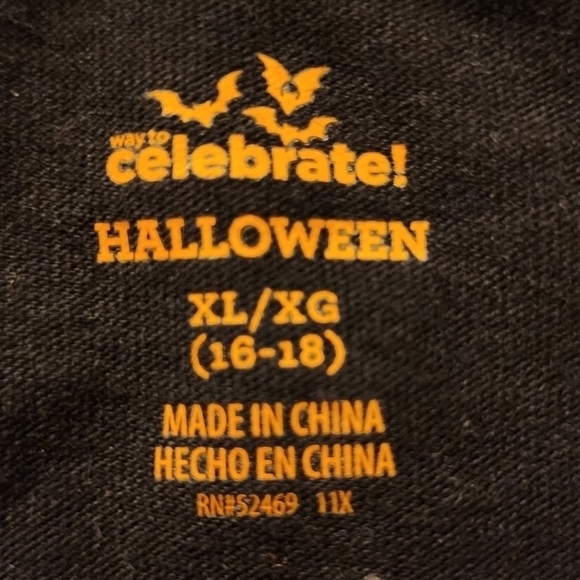 way to
celebrate!
HALLOWEEN
XL/XG
(16-18)
MADE IN CHINA
HECHO EN CHINA
RN#52469 11X